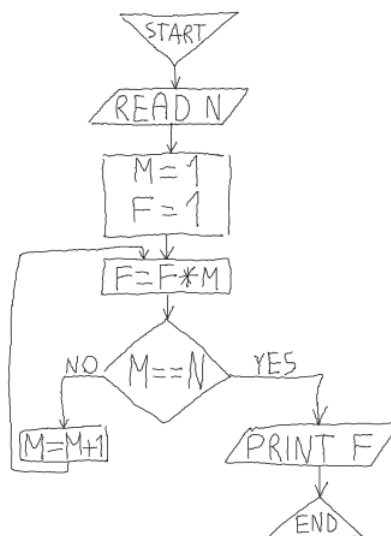 START
READ N
M=1
F=1
F=F*M
M==N
NO
YES
M=M+1
PRINT F
END